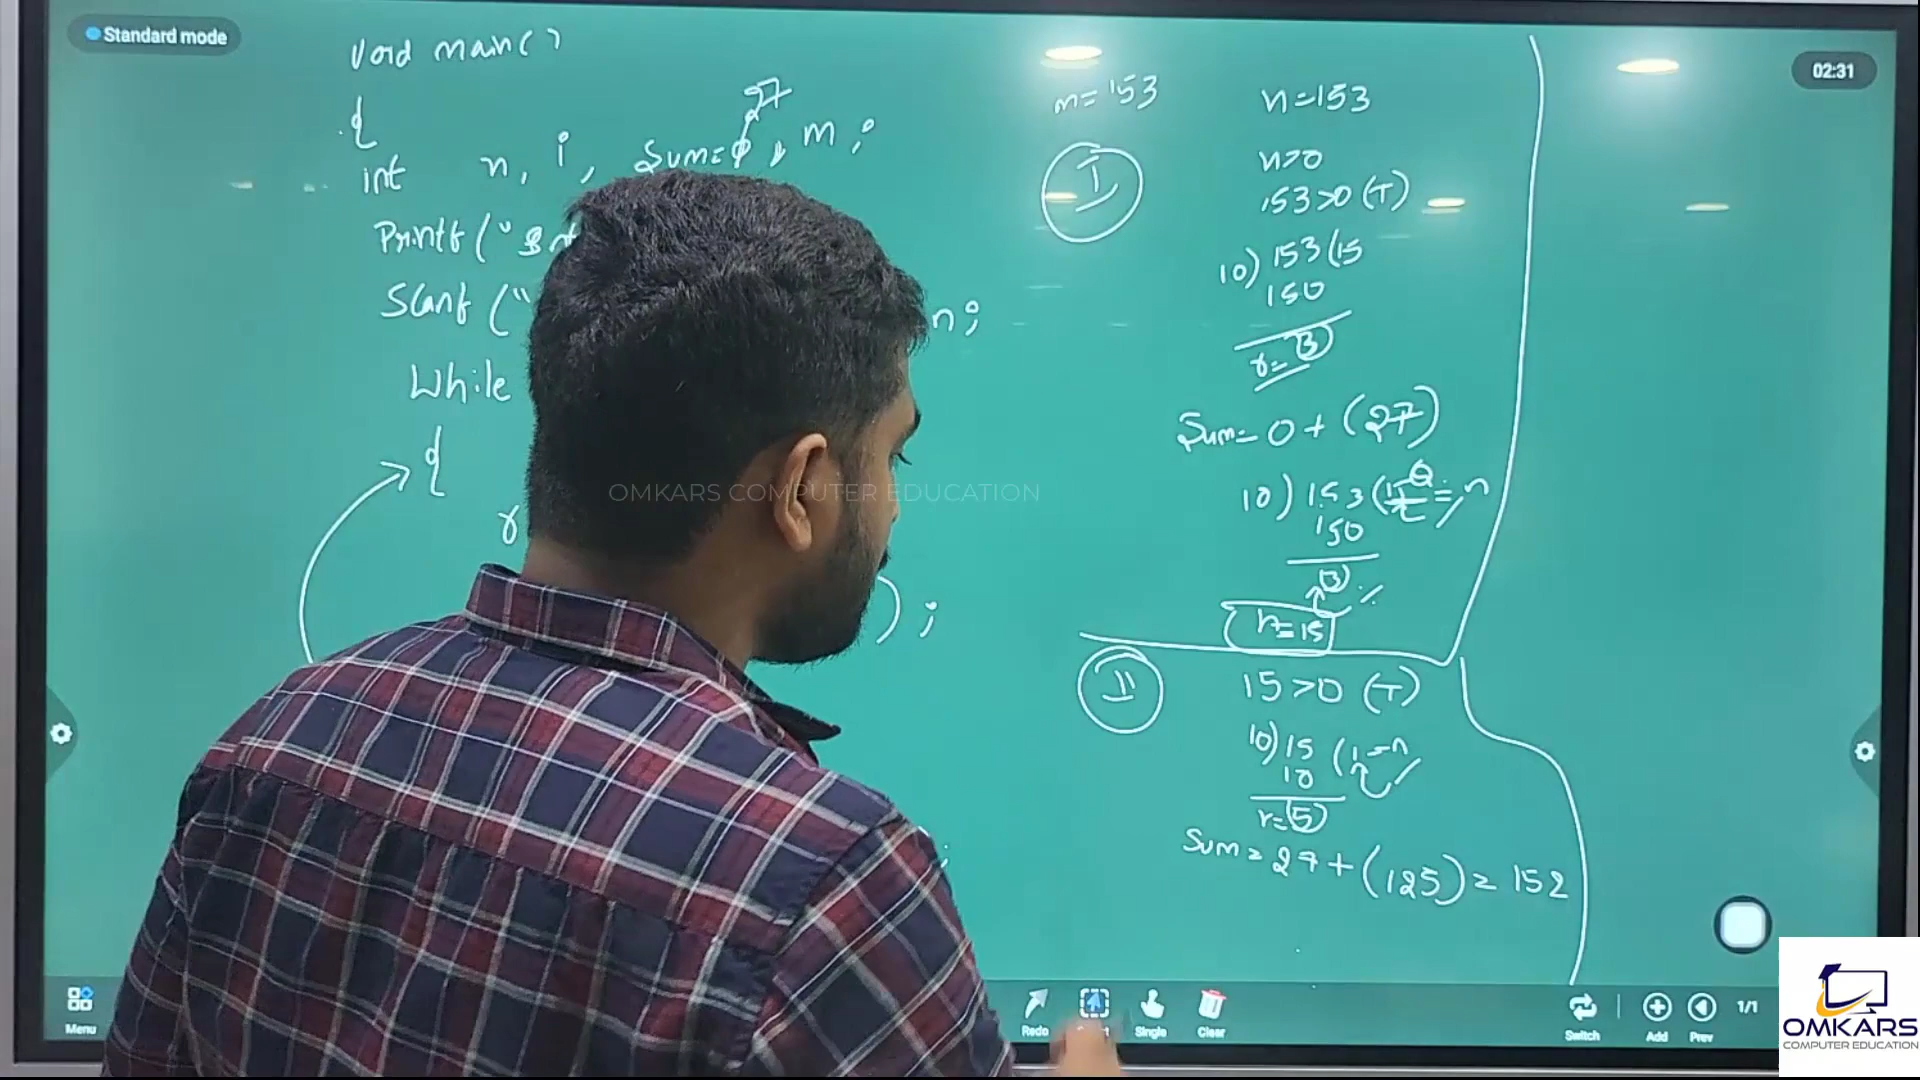 Standard mode
02:31
void main()
{
int n, i, Sum=0, m;
27
Printf("
Scanf("
n;
While
{
r
);
;
m=153
n=153
I
n>0
153>0 (T)
10) 153 (15
150
r=3
Sum=0+(27)
10) 153 (15 = n
150
3
n=15
II
15>0 (T)
10) 15 (1=n
10
r=5
Sum=27+(125)=152
OMKARS COMPUTER EDUCATION
Menu
Redo
Single
Clear
Switch
Add
Prev
1/1
OMKARS
COMPUTER EDUCATION